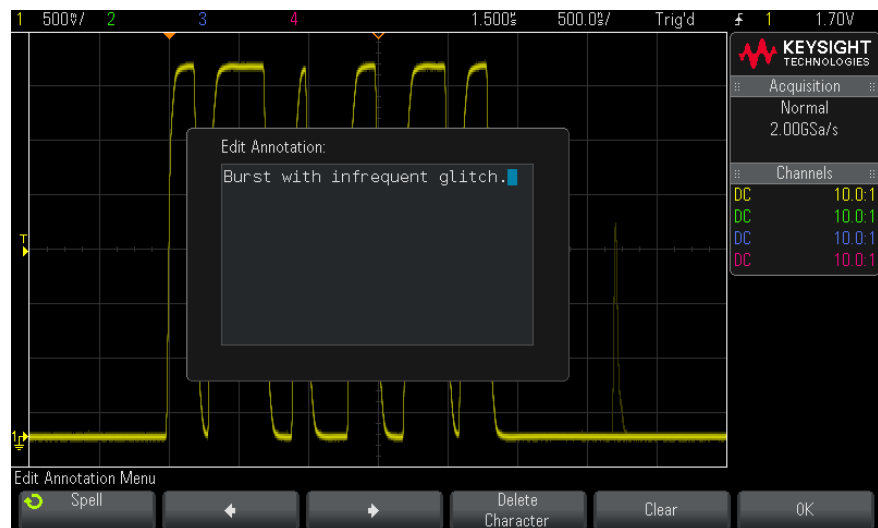 1 500♈/ 2 3 4 1.500s 500.0s/ Trig'd f 1 1.70V
KEYSIGHT
TECHNOLOGIES
Acquisition
Normal
2.00GSa/s
Channels
DC 10.0:1
DC 10.0:1
DC 10.0:1
DC 10.0:1
Edit Annotation:
Burst with infrequent glitch.
T
1
Edit Annotation Menu
Spell
Delete
Character
Clear
OK